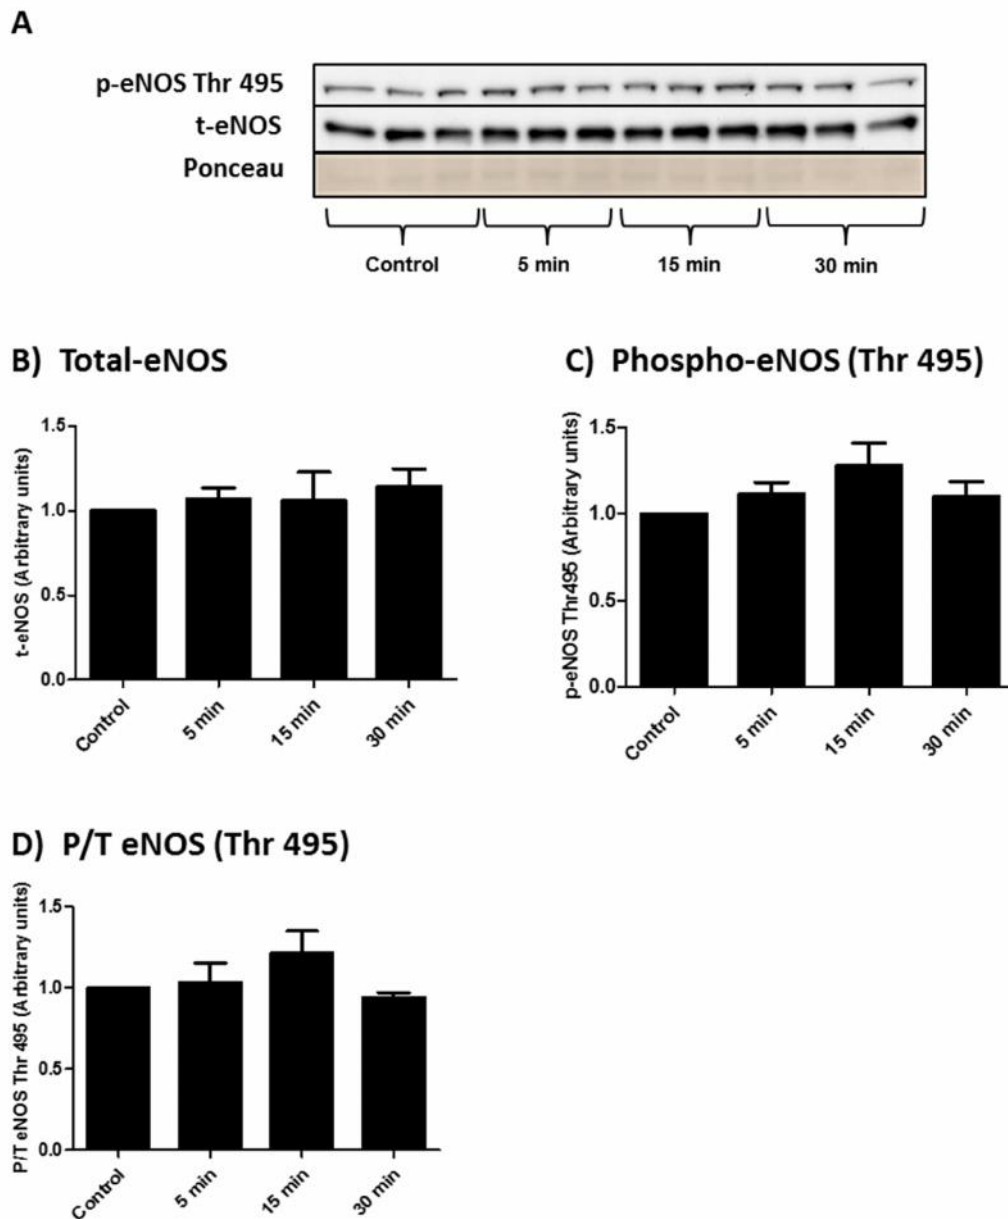 A
p-eNOS Thr 495
t-eNOS
Ponceau
Control 5 min 15 min 30 min
B) Total-eNOS
t-eNOS (Arbitrary units)
1.5
1.0
0.5
0.0
Control 5 min 15 min 30 min
C) Phospho-eNOS (Thr 495)
p-eNOS Thr495 (Arbitrary units)
1.5
1.0
0.5
0.0
Control 5 min 15 min 30 min
D) P/T eNOS (Thr 495)
P/T eNOS Thr 495 (Arbitrary units)
1.5
1.0
0.5
0.0
Control 5 min 15 min 30 min